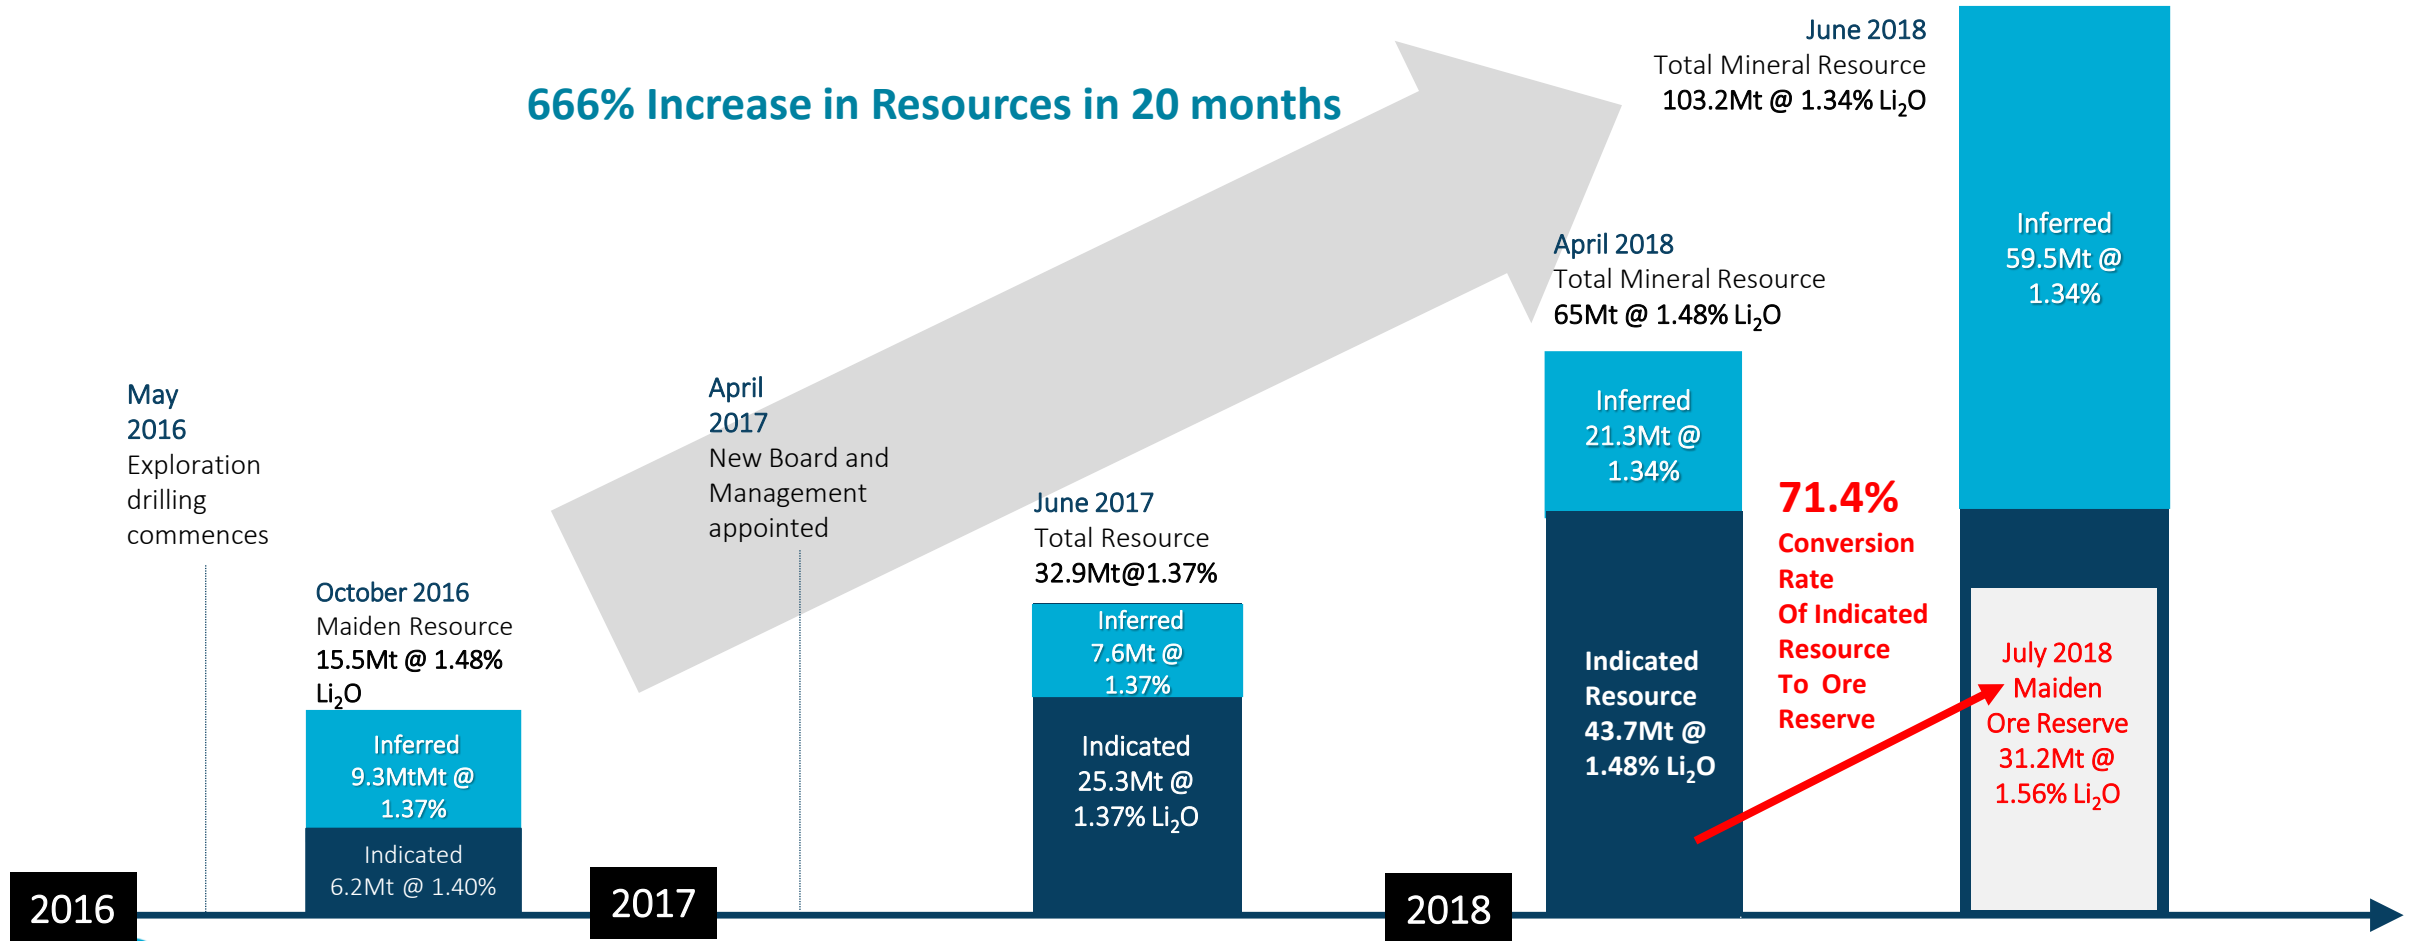 666% Increase in Resources in 20 months
May
2016
Exploration
drilling
commences
October 2016
Maiden Resource
15.5Mt @ 1.48%
Li₂O
Inferred
9.3MtMt @
1.37%
Indicated
6.2Mt @ 1.40%
April
2017
New Board and
Management
appointed
June 2017
Total Resource
32.9Mt@1.37%
Inferred
7.6Mt @
1.37%
Indicated
25.3Mt @
1.37% Li₂O
April 2018
Total Mineral Resource
65Mt @ 1.48% Li₂O
Inferred
21.3Mt @
1.34%
Indicated
Resource
43.7Mt @
1.48% Li₂O
71.4%
Conversion
Rate
Of Indicated
Resource
To Ore
Reserve
June 2018
Total Mineral Resource
103.2Mt @ 1.34% Li₂O
Inferred
59.5Mt @
1.34%
July 2018
Maiden
Ore Reserve
31.2Mt @
1.56% Li₂O
2016
2017
2018